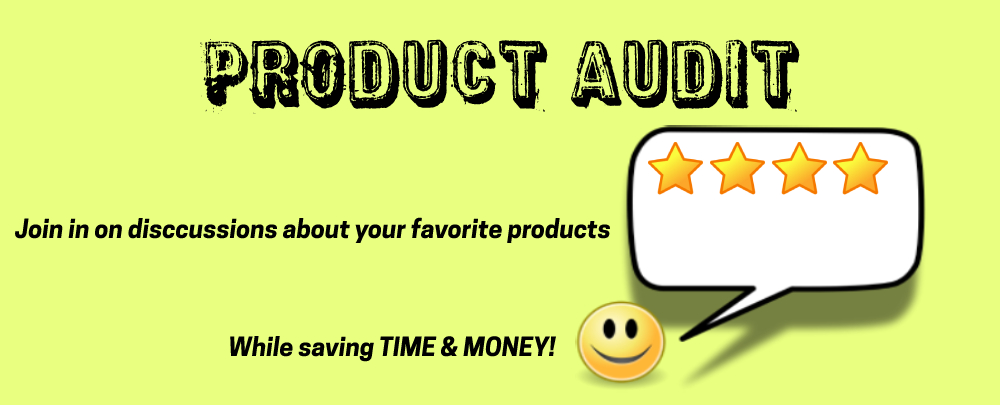 PRODUCT AUDIT
Join in on disccussions about your favorite products
While saving TIME & MONEY!